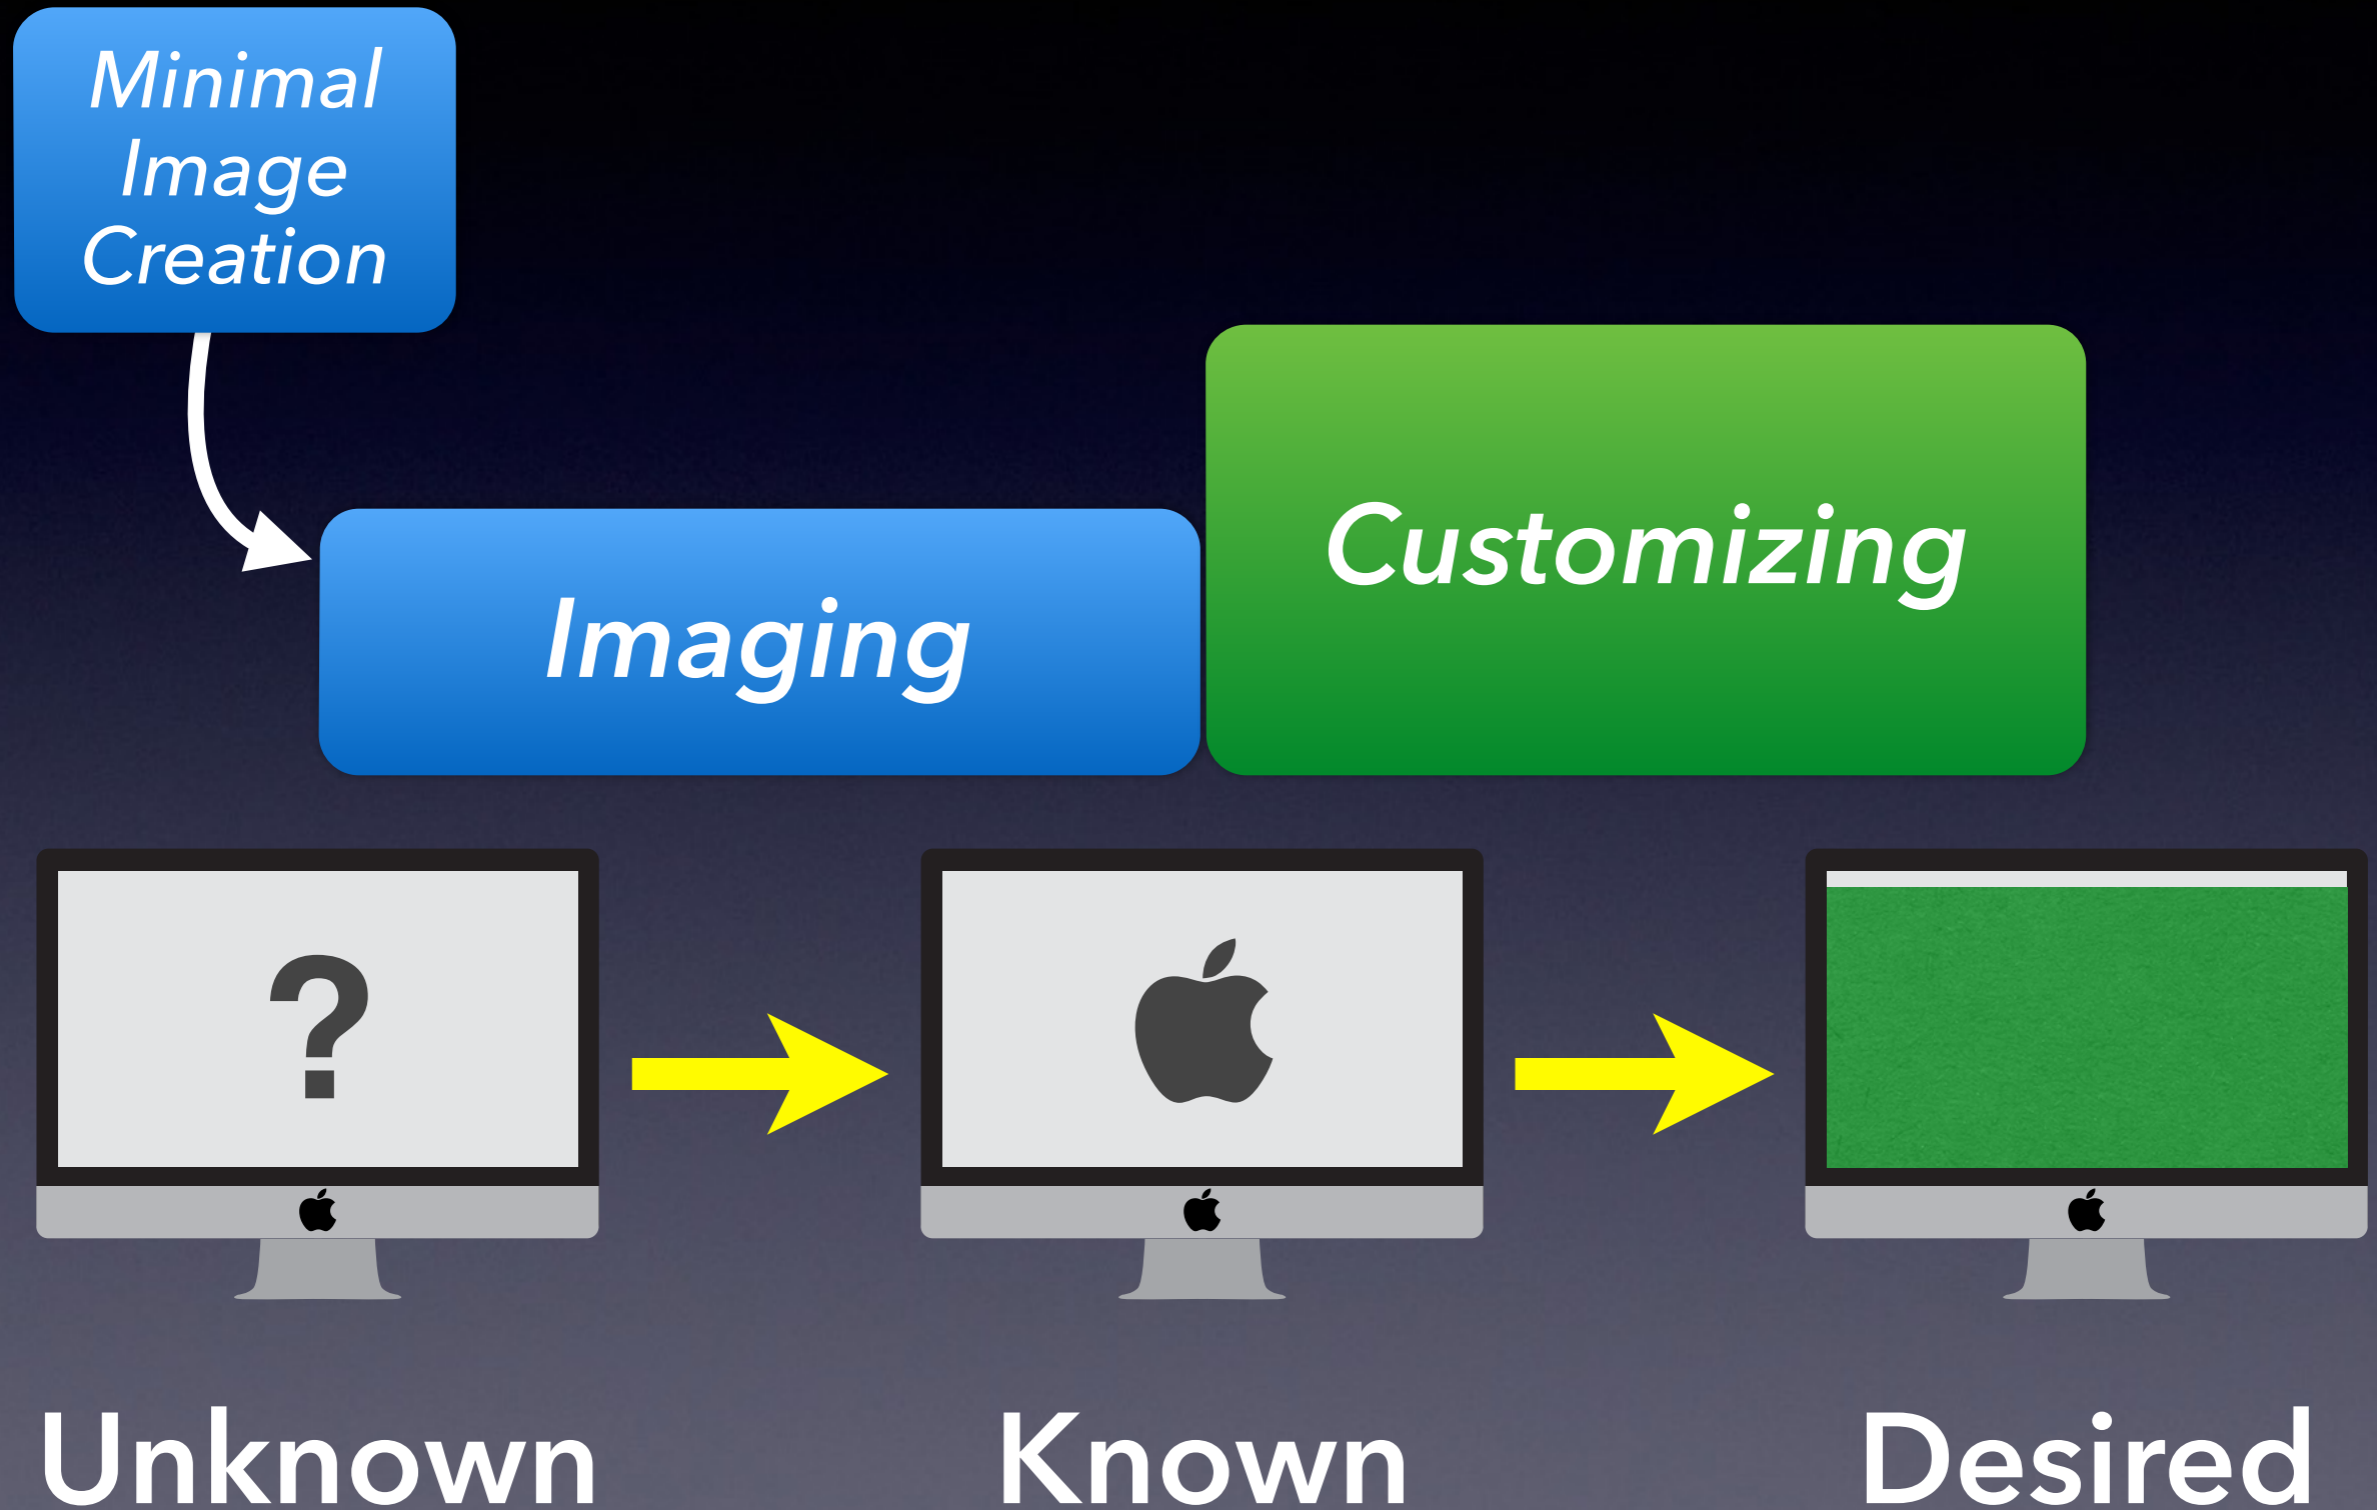 Minimal
Image
Creation
Customizing
Imaging
?
Unknown
Known
Desired